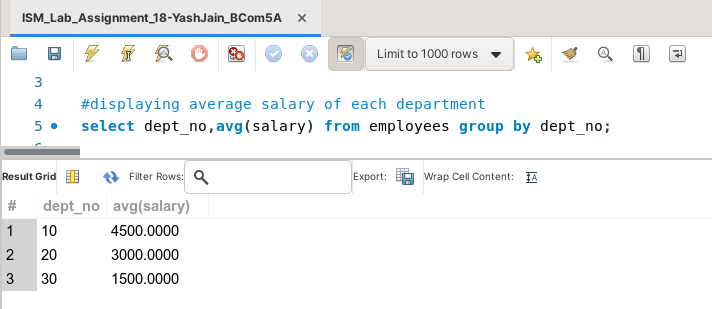 ISM_Lab_Assignment_18-YashJain_BCom5A ×
Limit to 1000 rows
3
4 #displaying average salary of each department
5 select dept_no,avg(salary) from employees group by dept_no;
Result Grid Filter Rows: Export: Wrap Cell Content: IA
# dept_no avg(salary)
1 10 4500.0000
2 20 3000.0000
3 30 1500.0000